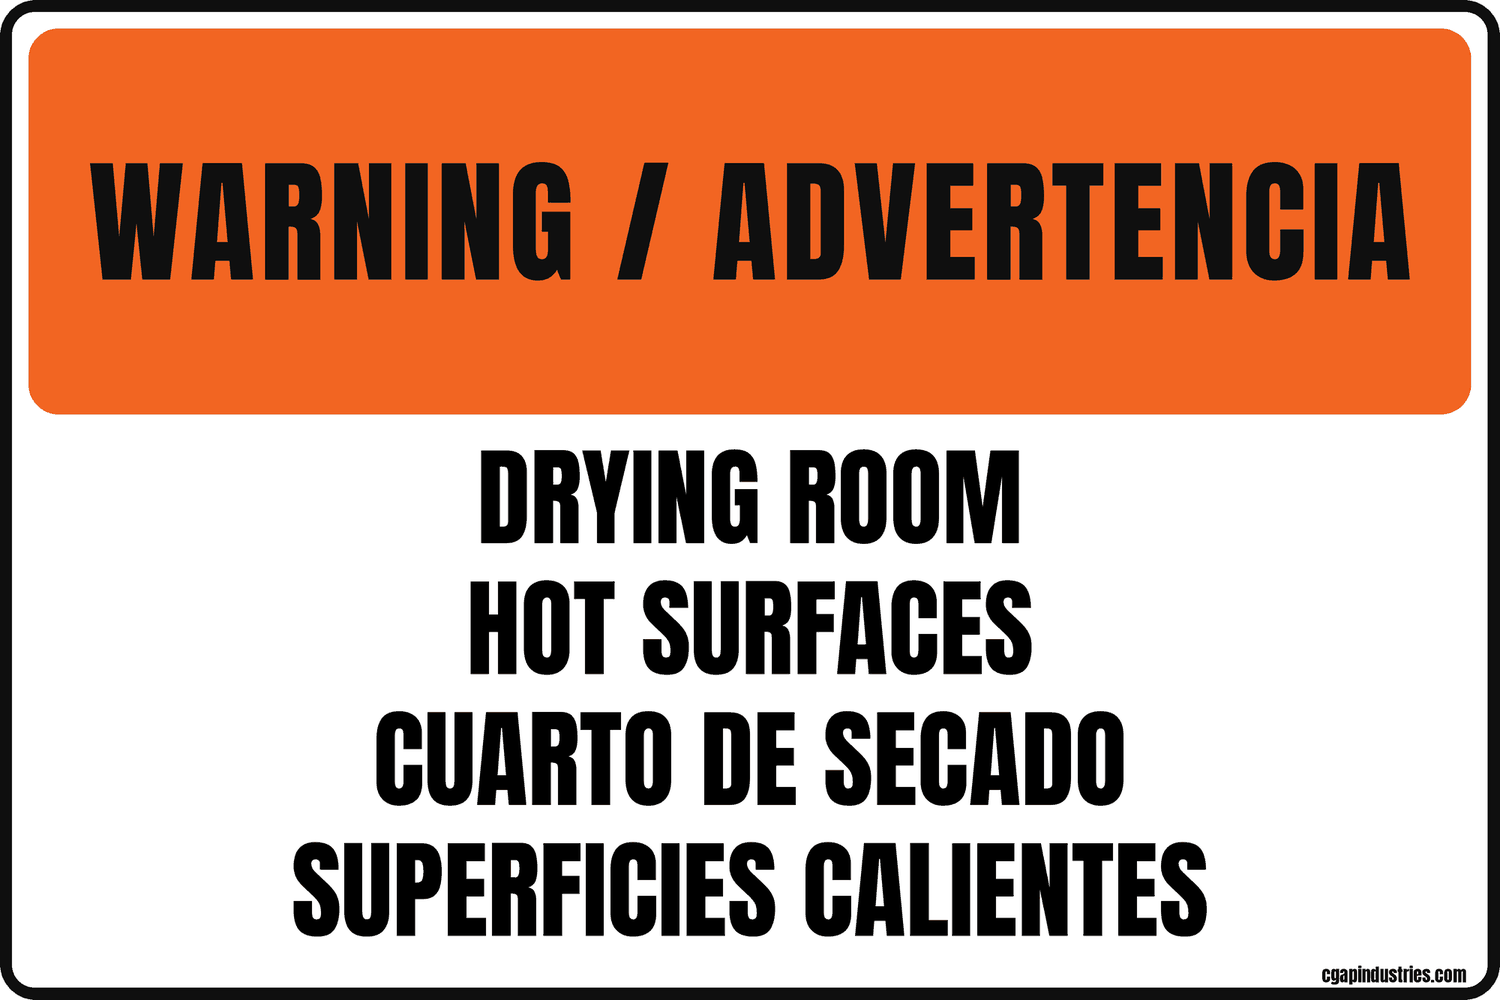 WARNING / ADVERTENCIA
DRYING ROOM
HOT SURFACES
CUARTO DE SECADO
SUPERFICIES CALIENTES
cgapindustries.com